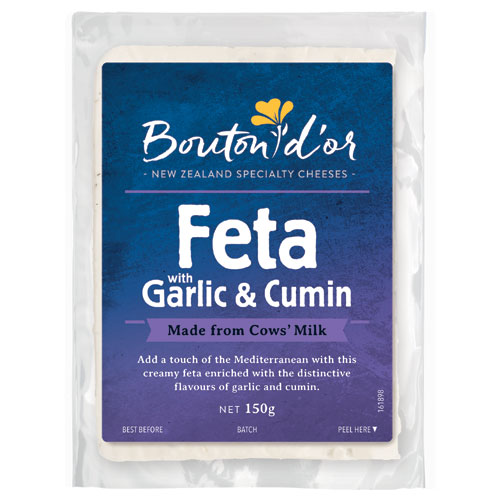 Bouton d'or
- NEW ZEALAND SPECIALTY CHEESES -
Feta
with
Garlic & Cumin
Made from Cows' Milk
Add a touch of the Mediterranean with this
creamy feta enriched with the distinctive
flavours of garlic and cumin.
NET 150g
BEST BEFORE BATCH PEEL HERE ▼
161898